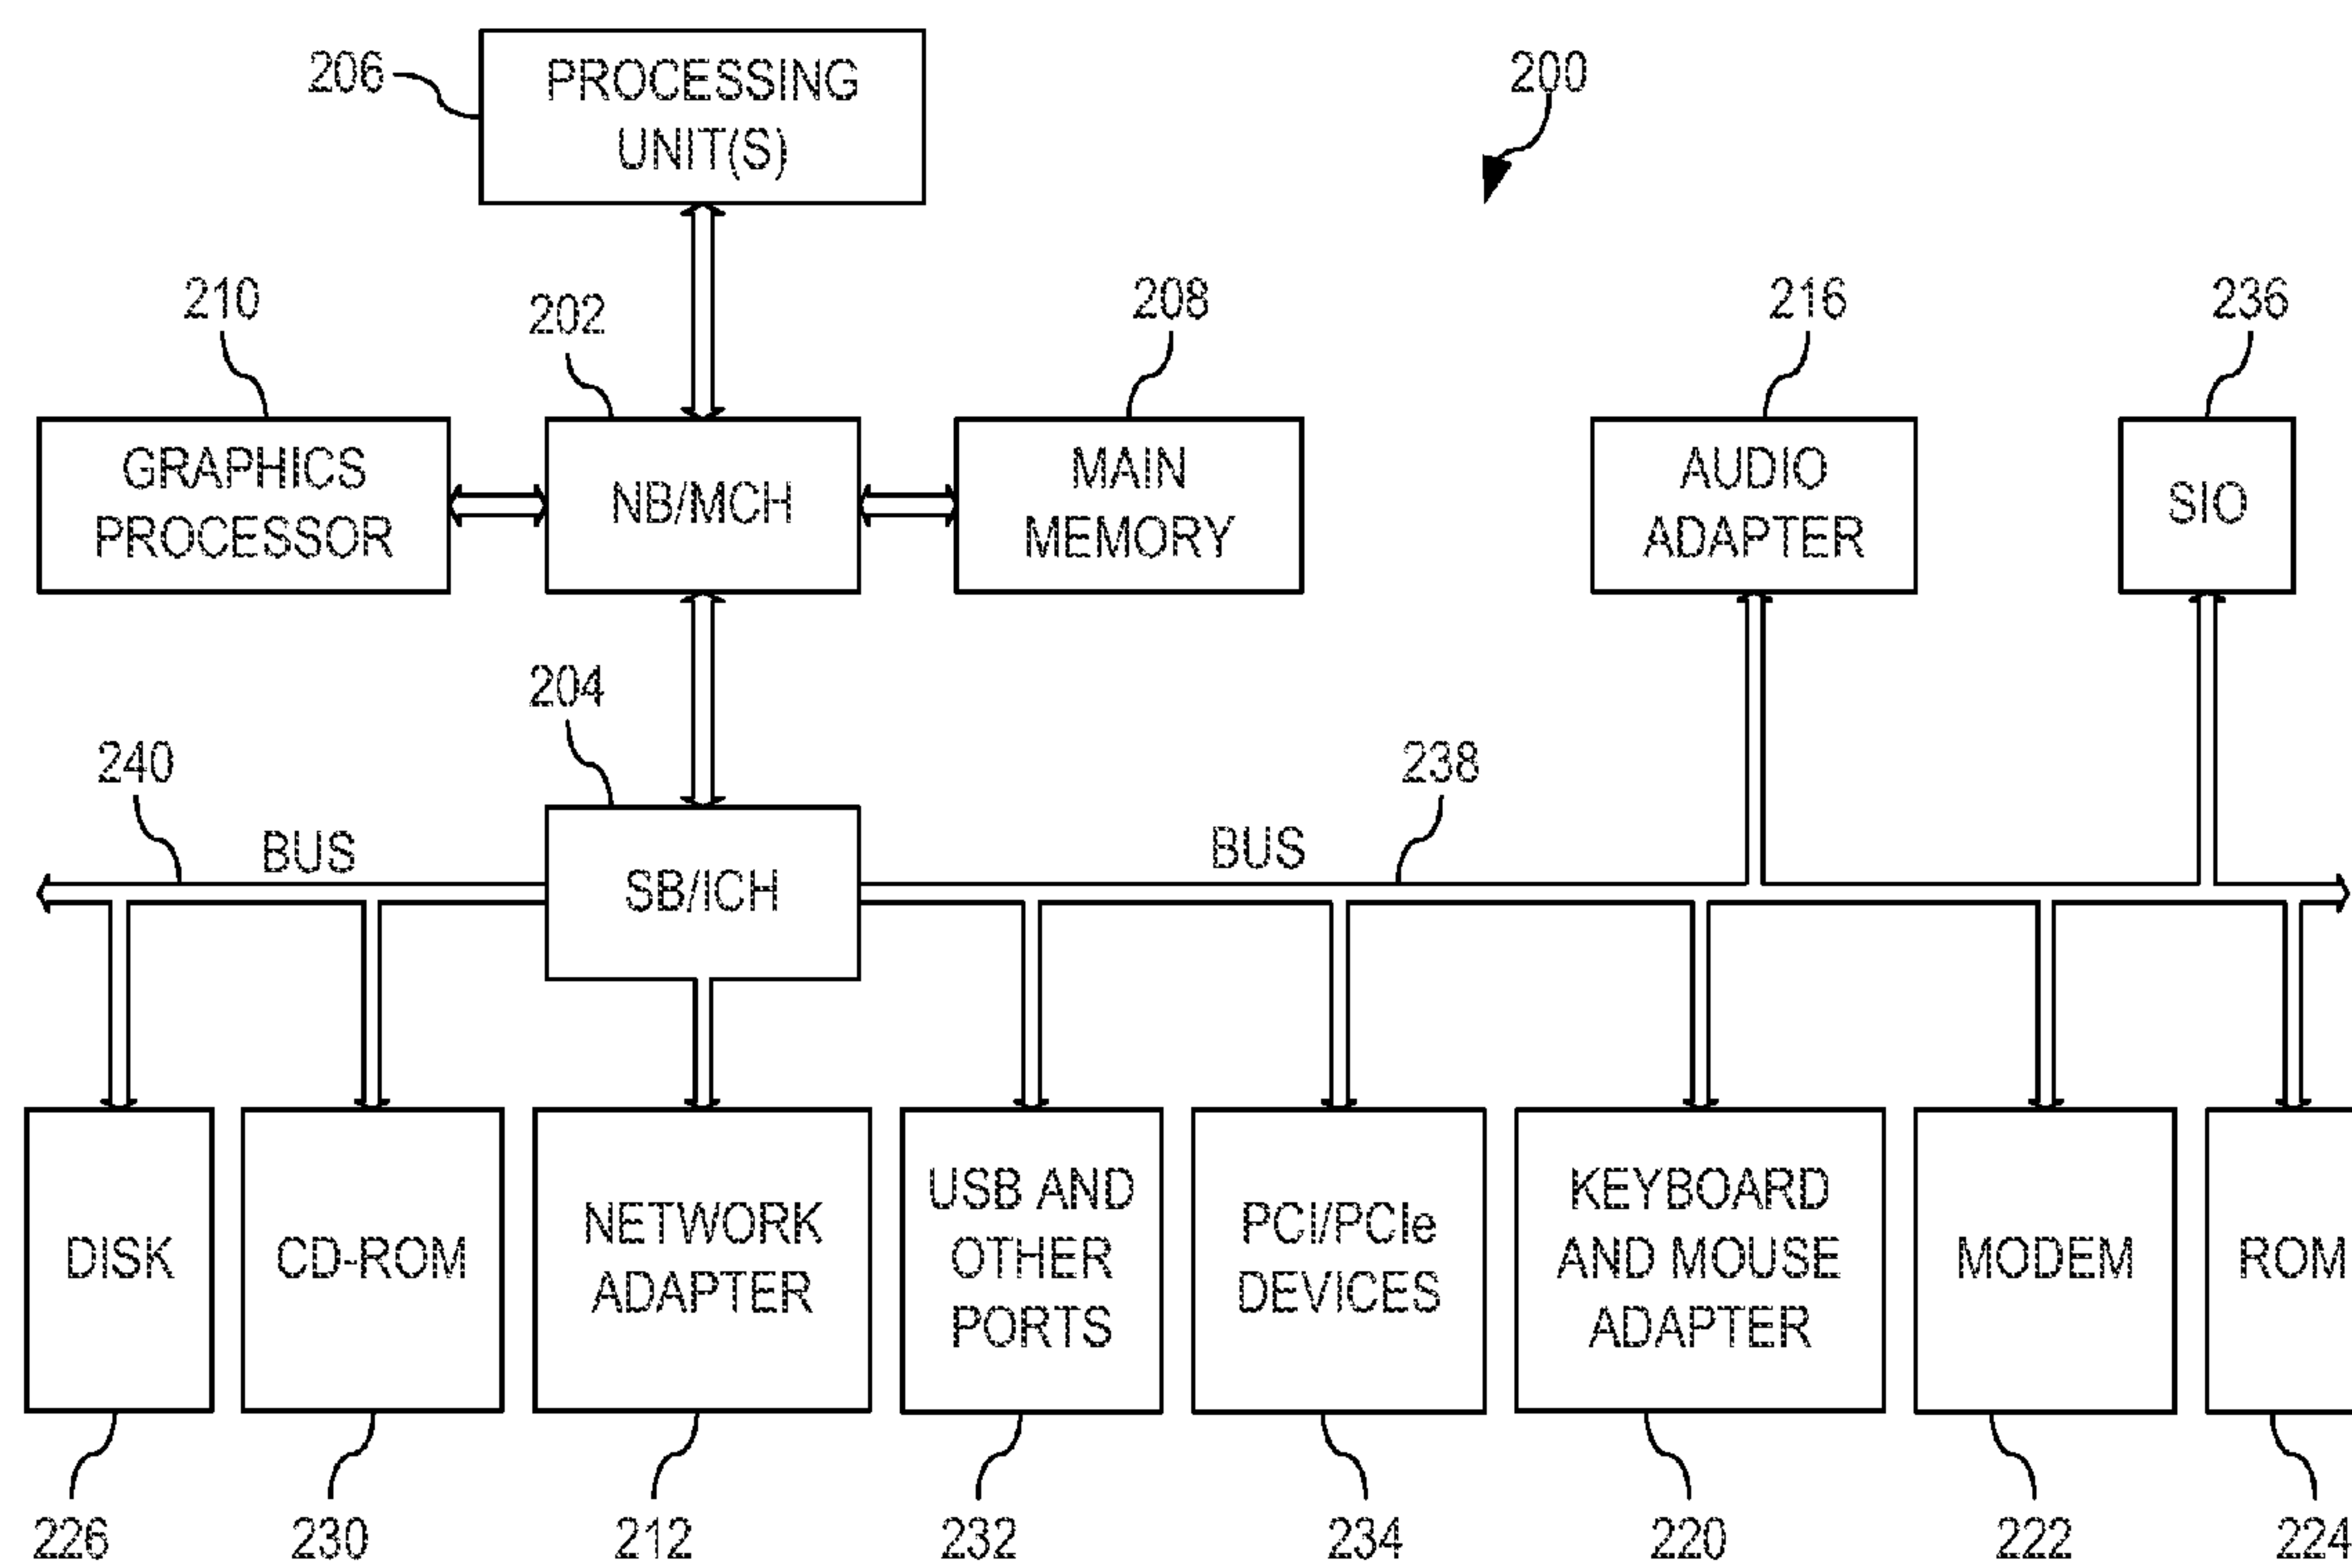 206
PROCESSING
UNIT(S)
200
210
202
208
216
236
GRAPHICS
PROCESSOR
NB/MCH
MAIN
MEMORY
AUDIO
ADAPTER
SIO
204
240
238
BUS
BUS
SB/ICH
DISK
CD-ROM
NETWORK
ADAPTER
USB AND
OTHER
PORTS
PCI/PCIe
DEVICES
KEYBOARD
AND MOUSE
ADAPTER
MODEM
ROM
226
230
212
232
234
220
222
224